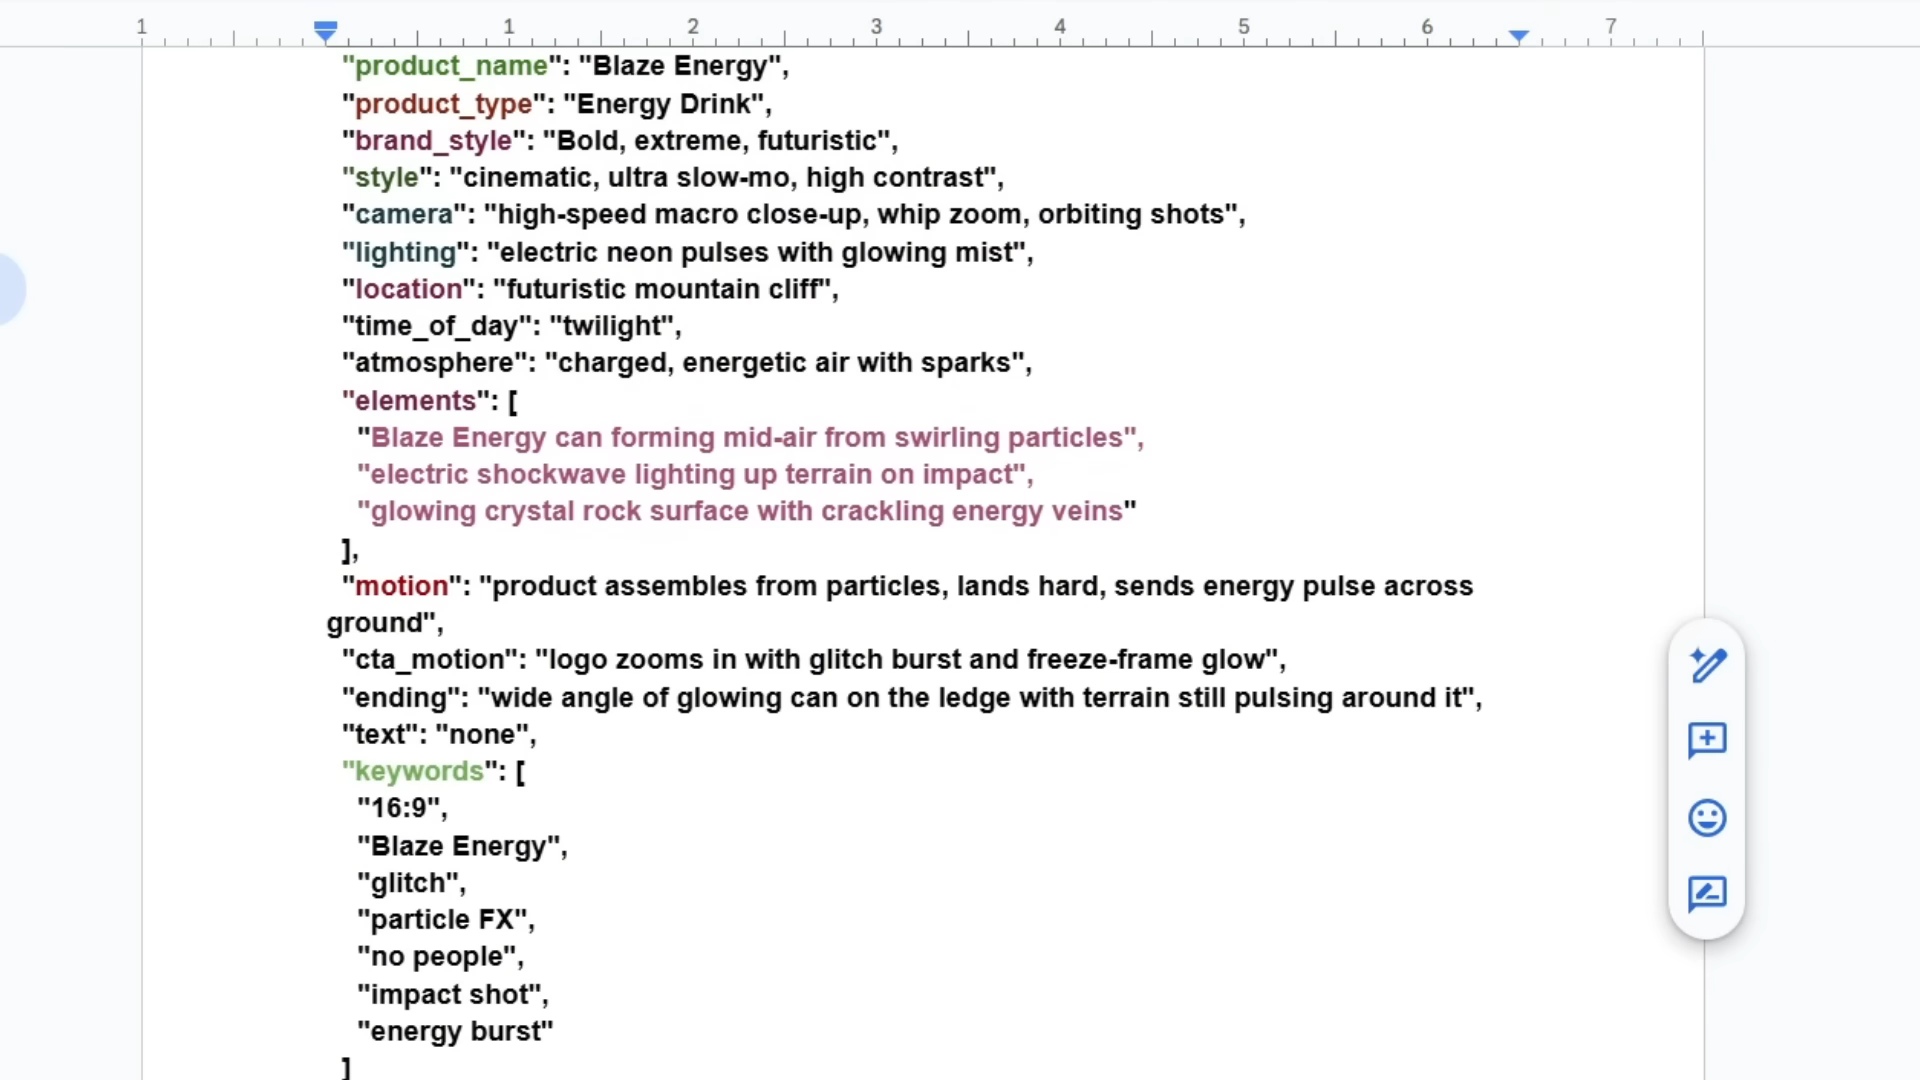 1 1 2 3 4 5 6 7
"product_name": "Blaze Energy",
"product_type": "Energy Drink",
"brand_style": "Bold, extreme, futuristic",
"style": "cinematic, ultra slow-mo, high contrast",
"camera": "high-speed macro close-up, whip zoom, orbiting shots",
"lighting": "electric neon pulses with glowing mist",
"location": "futuristic mountain cliff",
"time_of_day": "twilight",
"atmosphere": "charged, energetic air with sparks",
"elements": [
"Blaze Energy can forming mid-air from swirling particles",
"electric shockwave lighting up terrain on impact",
"glowing crystal rock surface with crackling energy veins"
],
"motion": "product assembles from particles, lands hard, sends energy pulse across
ground",
"cta_motion": "logo zooms in with glitch burst and freeze-frame glow",
"ending": "wide angle of glowing can on the ledge with terrain still pulsing around it",
"text": "none",
"keywords": [
"16:9",
"Blaze Energy",
"glitch",
"particle FX",
"no people",
"impact shot",
"energy burst"
]